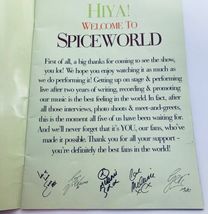 HIYA!
WELCOME TO
SPICEWORLD
First of all, a big thanks for coming to see the show,
you lot! We hope you enjoy watching it as much as
we do performing it! Getting up on stage & performing
live after two years of writing, recording & promoting
our music is the best feeling in the world. In fact, after
all those interviews, photo shoots & meet-and-greets,
this is the moment all five of us have been waiting
for. And we'll never forget that it's YOU, our fans, who've
made it possible. Thank you for all your support –
you're definitely the best fans in the world!